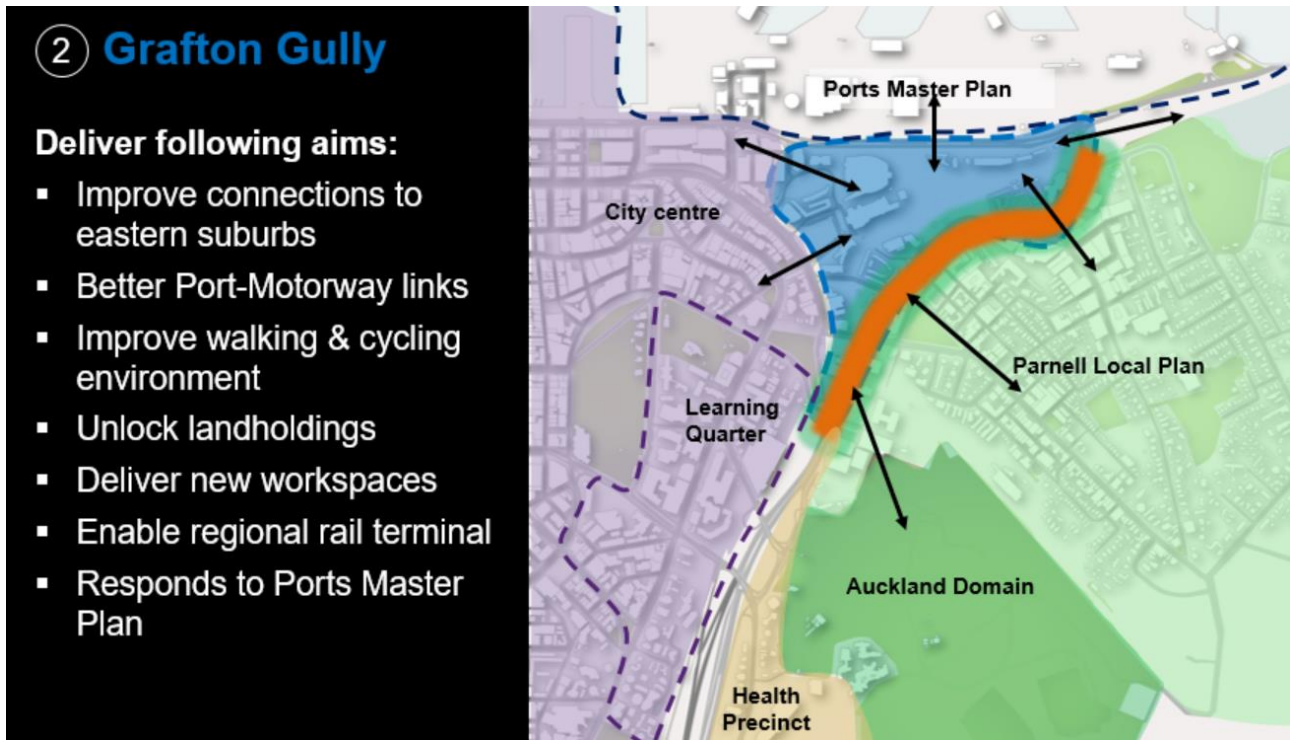 2 Grafton Gully
Deliver following aims:
▪ Improve connections to
eastern suburbs
▪ Better Port-Motorway links
▪ Improve walking & cycling
environment
▪ Unlock landholdings
▪ Deliver new workspaces
▪ Enable regional rail terminal
▪ Responds to Ports Master
Plan
Ports Master Plan
City centre
Parnell Local Plan
Learning
Quarter
Auckland Domain
Health
Precinct